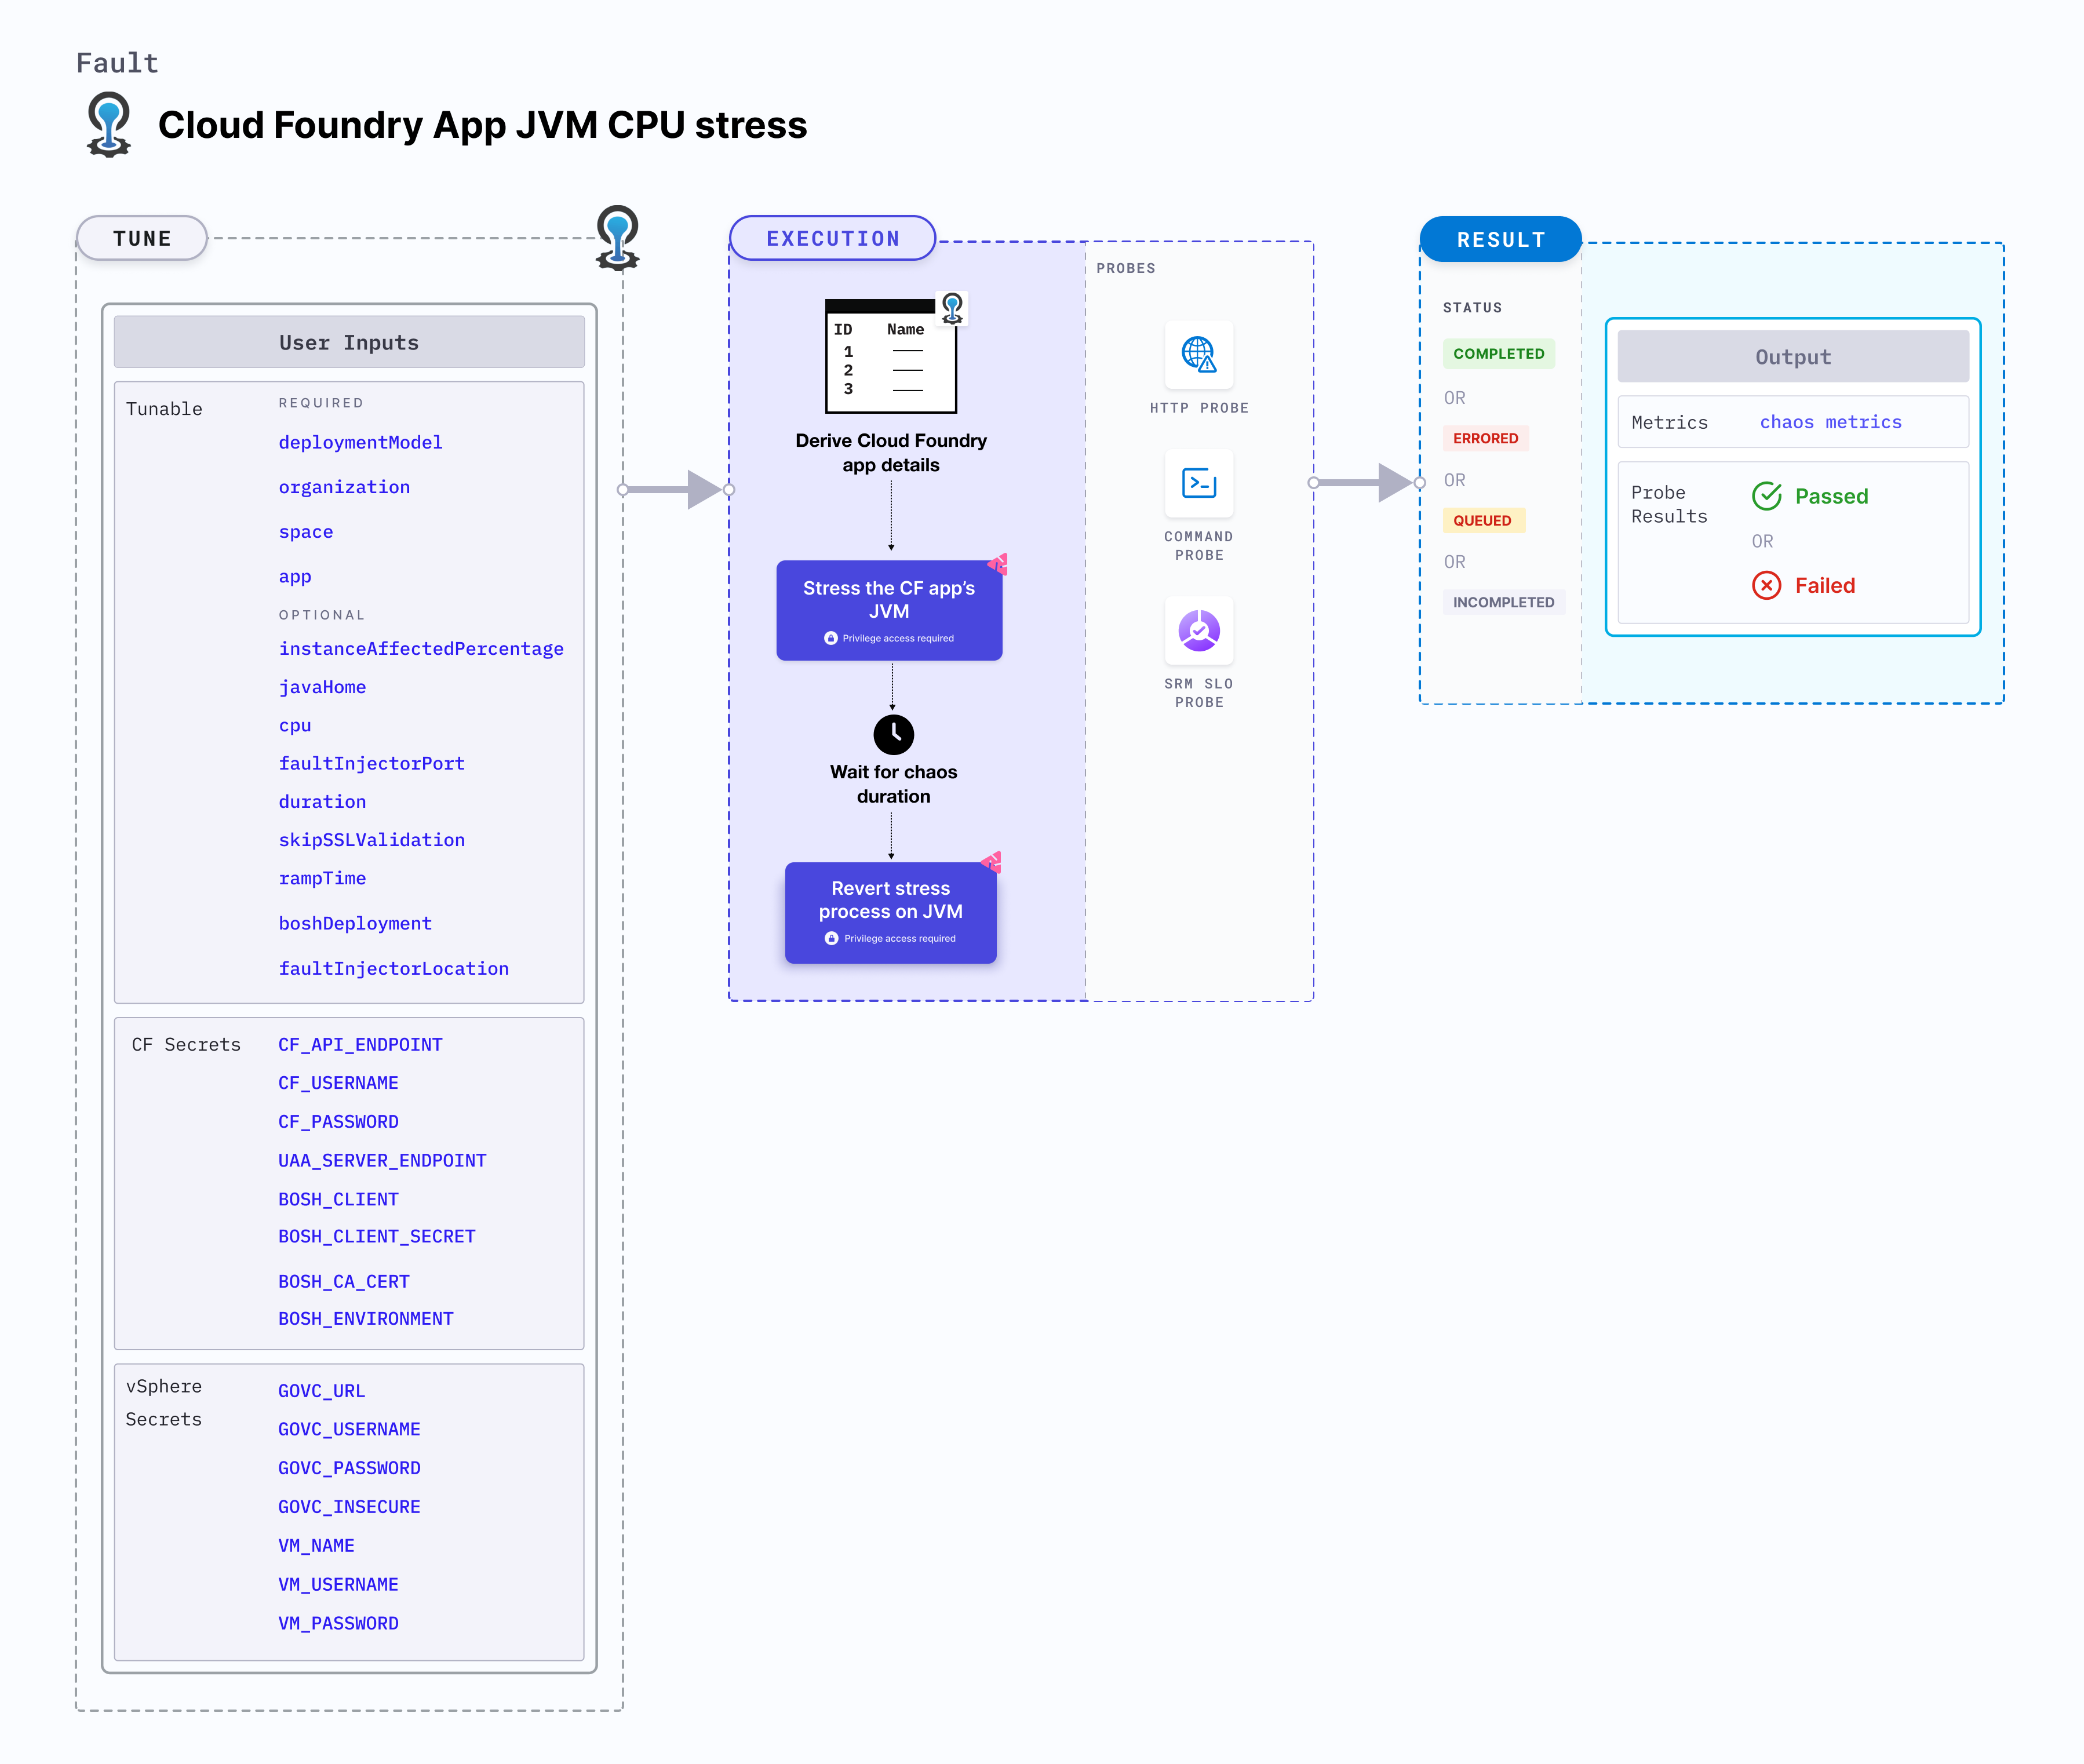 Fault
Cloud Foundry App JVM CPU stress
TUNE
User Inputs
Tunable
REQUIRED
deploymentModel
organization
space
app
OPTIONAL
instanceAffectedPercentage
javaHome
cpu
faultInjectorPort
duration
skipSSLValidation
rampTime
boshDeployment
faultInjectorLocation
CF Secrets
CF_API_ENDPOINT
CF_USERNAME
CF_PASSWORD
UAA_SERVER_ENDPOINT
BOSH_CLIENT
BOSH_CLIENT_SECRET
BOSH_CA_CERT
BOSH_ENVIRONMENT
vSphere
Secrets
GOVC_URL
GOVC_USERNAME
GOVC_PASSWORD
GOVC_INSECURE
VM_NAME
VM_USERNAME
VM_PASSWORD
EXECUTION
ID Name
1
2
3
Derive Cloud Foundry
app details
Stress the CF app’s
JVM
Privilege access required
Wait for chaos
duration
Revert stress
process on JVM
Privilege access required
PROBES
HTTP PROBE
COMMAND
PROBE
SRM SLO
PROBE
RESULT
STATUS
COMPLETED
OR
ERRORED
OR
QUEUED
OR
INCOMPLETED
Output
Metrics chaos metrics
Probe
Results
Passed
OR
Failed